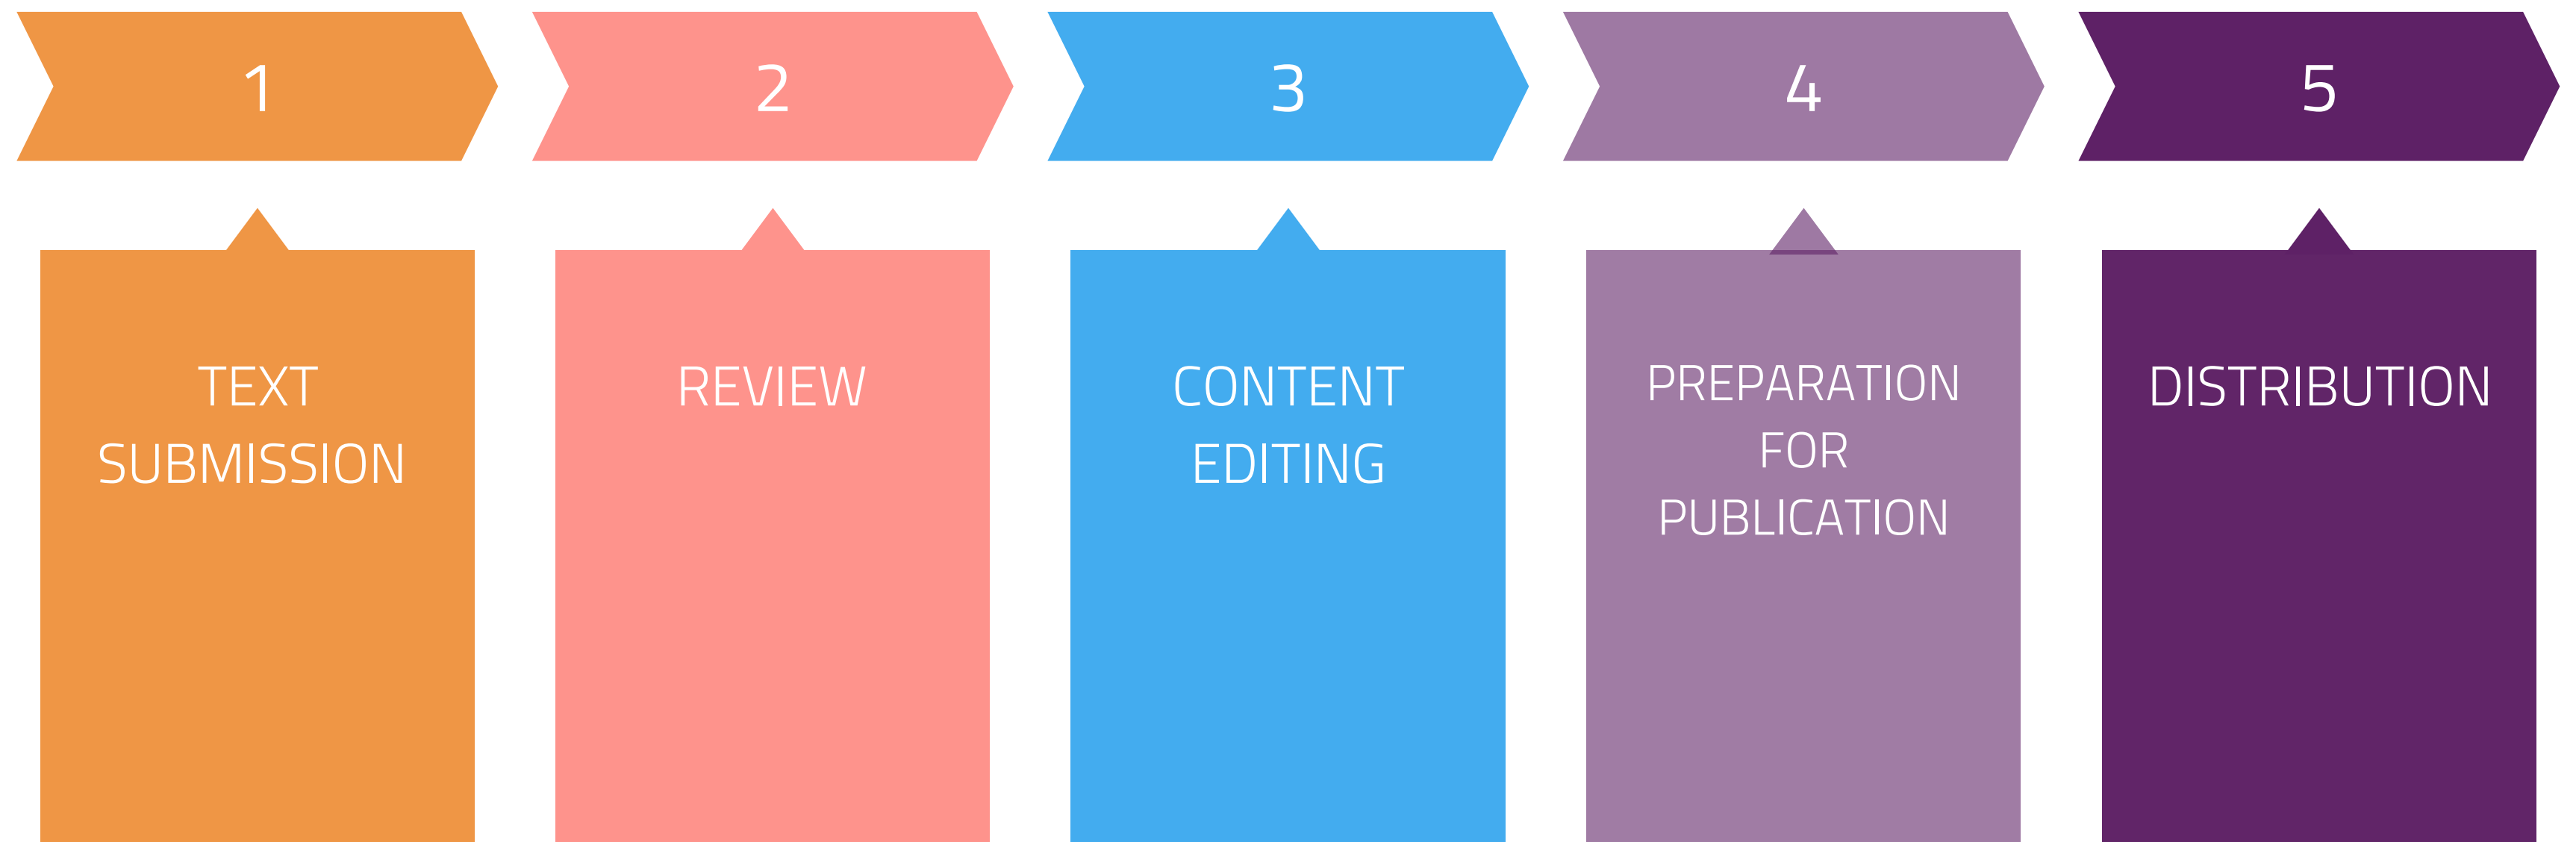 1
2
3
4
5
TEXT
SUBMISSION
REVIEW
CONTENT
EDITING
PREPARATION
FOR
PUBLICATION
DISTRIBUTION